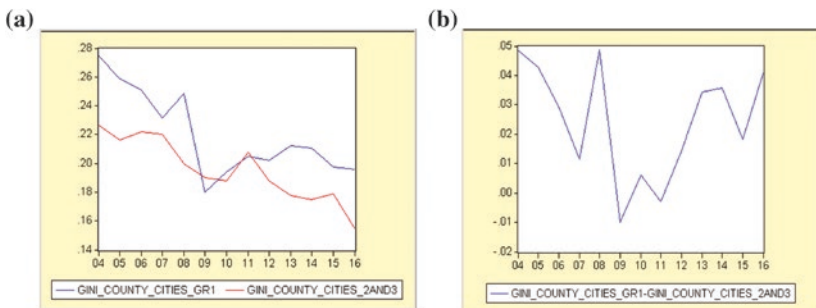 (a)
.28
.26
.24
.22
.20
.18
.16
.14
04 05 06 07 08 09 10 11 12 13 14 15 16
GINI_COUNTY_CITIES_GR1 GINI_COUNTY_CITIES_2AND3
(b)
.05
.04
.03
.02
.01
.00
-.01
-.02
04 05 06 07 08 09 10 11 12 13 14 15 16
GINI_COUNTY_CITIES_GR1-GINI_COUNTY_CITIES_2AND3